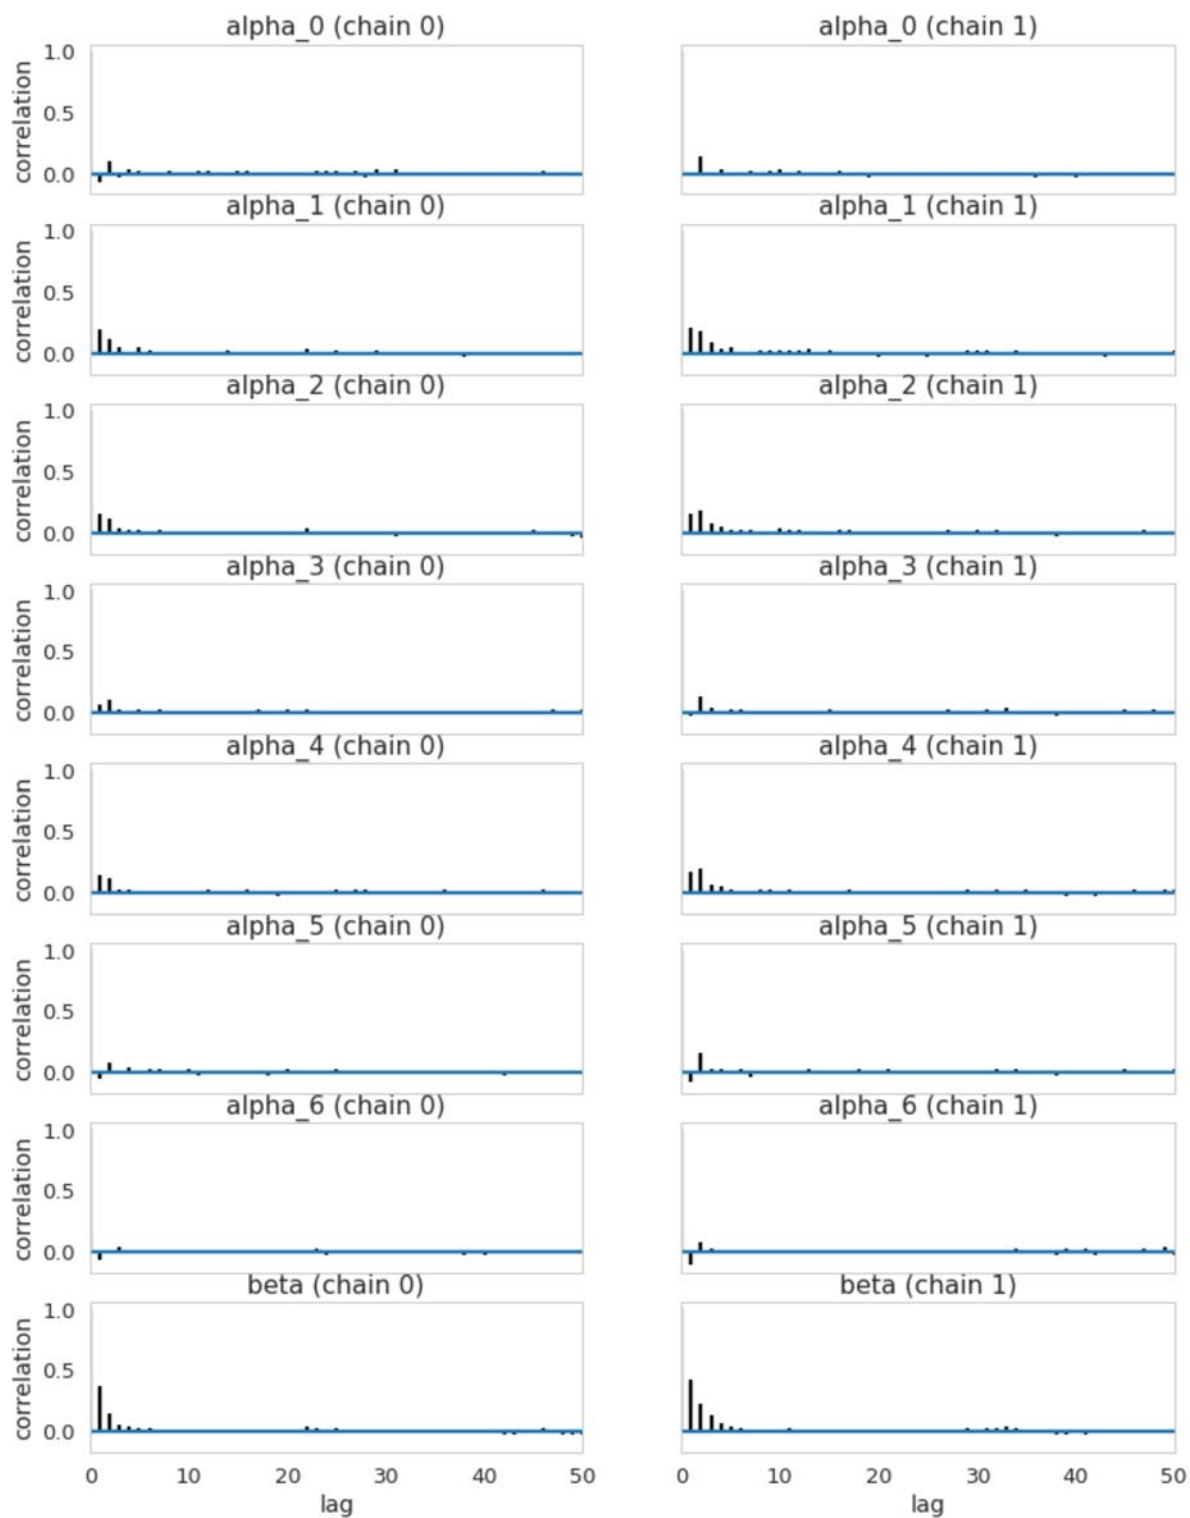 alpha_0 (chain 0) alpha_0 (chain 1)
1.0
0.5
0.0
correlation
alpha_1 (chain 0) alpha_1 (chain 1)
1.0
0.5
0.0
correlation
alpha_2 (chain 0) alpha_2 (chain 1)
1.0
0.5
0.0
correlation
alpha_3 (chain 0) alpha_3 (chain 1)
1.0
0.5
0.0
correlation
alpha_4 (chain 0) alpha_4 (chain 1)
1.0
0.5
0.0
correlation
alpha_5 (chain 0) alpha_5 (chain 1)
1.0
0.5
0.0
correlation
alpha_6 (chain 0) alpha_6 (chain 1)
1.0
0.5
0.0
correlation
beta (chain 0) beta (chain 1)
1.0
0.5
0.0
correlation
0 10 20 30 40 50 0 10 20 30 40 50
lag lag